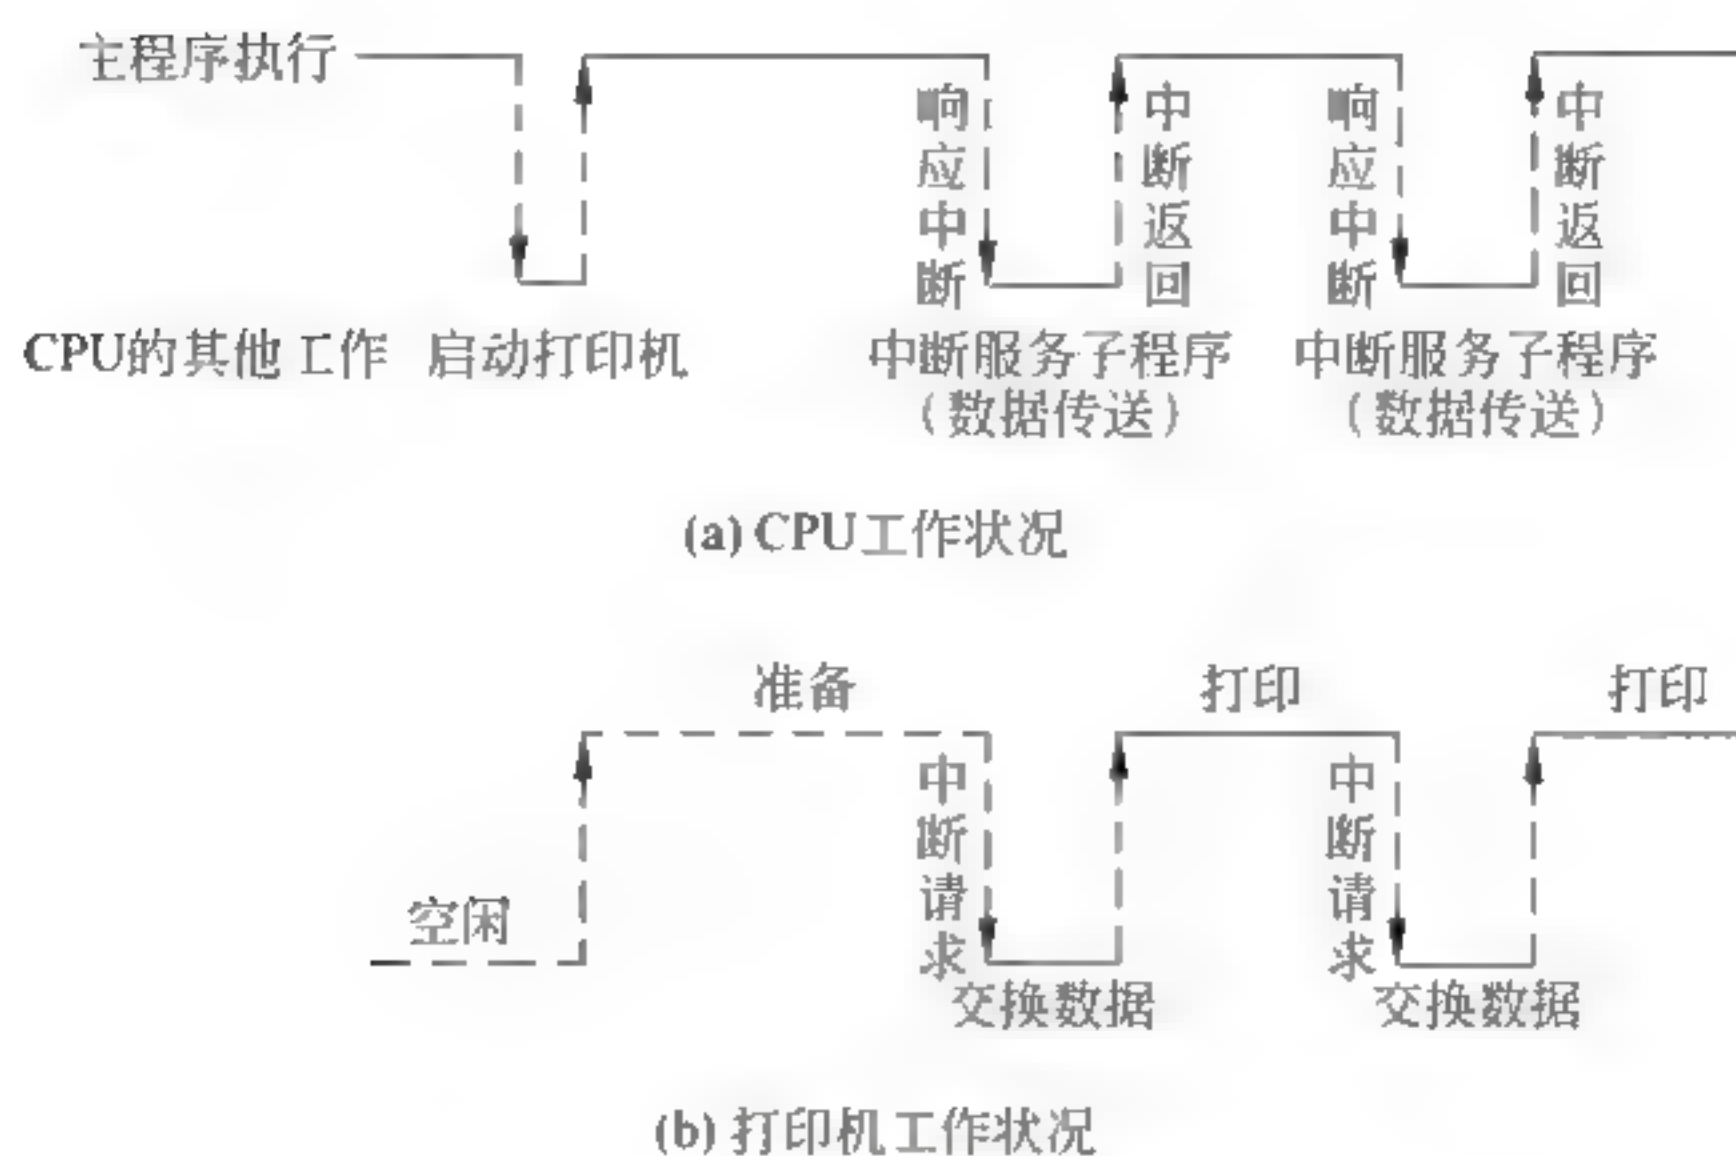 主程序执行
响应中断
中断返回
响应中断
中断返回
CPU的其他工作
启动打印机
中断服务子程序
(数据传送)
中断服务子程序
(数据传送)
(a) CPU工作状况
准备
打印
打印
中断请求
中断请求
空闲
交换数据
交换数据
(b) 打印机工作状况